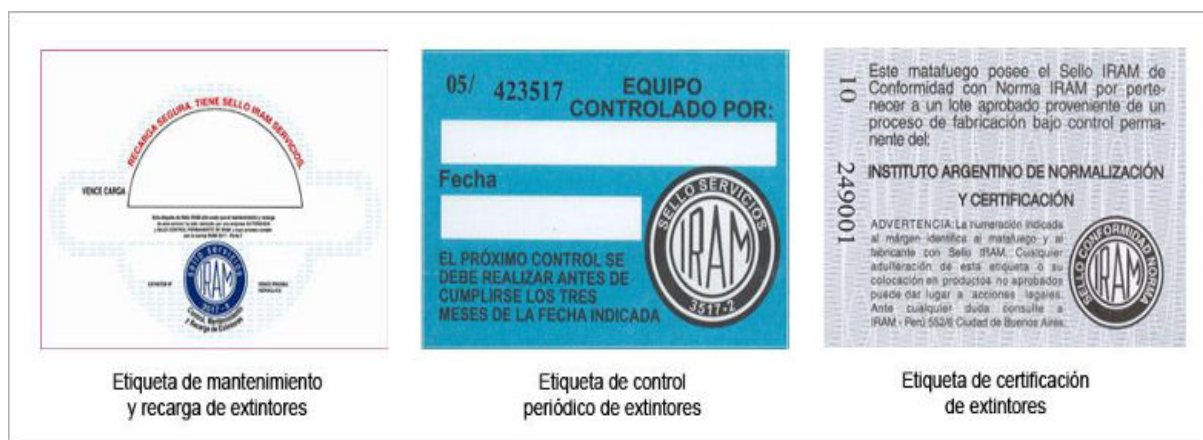 RECARGA SEGURA. TIENE SELLO IRAM SERVICIOS.
VENCE CARGA
Sello Servicios
IRAM
3517-2
EXTINTOR Nº
Control, Mantenimiento
y Recarga de Extintores
Etiqueta de mantenimiento
y recarga de extintores
05/ 423517
EQUIPO
CONTROLADO POR:
Fecha
SELLO SERVICIOS
IRAM
3517-2
EL PRÓXIMO CONTROL SE
DEBE REALIZAR ANTES DE
CUMPLIRSE LOS TRES
MESES DE LA FECHA INDICADA
Etiqueta de control
periódico de extintores
10 249001
Este matafuego posee el Sello IRAM de
Conformidad con Norma IRAM por perte-
necer a un lote aprobado proveniente de un
proceso de fabricación bajo control perma-
nente del:
INSTITUTO ARGENTINO DE NORMALIZACIÓN
Y CERTIFICACIÓN
ADVERTENCIA: La numeración indicada
al márgen identifica al matafuego y al
fabricante con Sello IRAM. Cualquier
adulteración de esta etiqueta o su
colocación en productos no aprobados
puede dar lugar a acciones legales.
Ante cualquier duda consulte a
IRAM - Perú 552/6 Ciudad de Buenos Aires.
SELLO CONFORMIDAD NORMA
IRAM
Etiqueta de certificación
de extintores